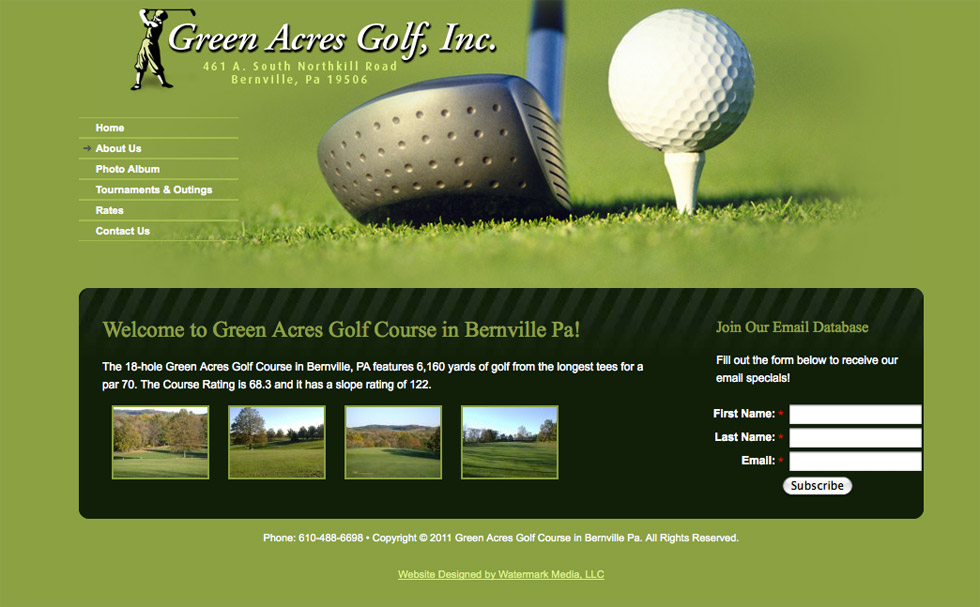 Green Acres Golf, Inc.
461 A. South Northkill Road
Bernville, Pa 19506
Home
About Us
Photo Album
Tournaments & Outings
Rates
Contact Us
Welcome to Green Acres Golf Course in Bernville Pa!
The 18-hole Green Acres Golf Course In Bernville, PA features 6,160 yards of golf from the longest tees for a
par 70. The Course Rating is 68.3 and it has a slope rating of 122.
Join Our Email Database
Fill out the form below to receive our
email specials!
First Name: *
Last Name: *
Email: *
Subscribe
Phone: 610-488-6698 • Copyright © 2011 Green Acres Golf Course in Bernville Pa. All Rights Reserved.
Website Designed by Watermark Media, LLC